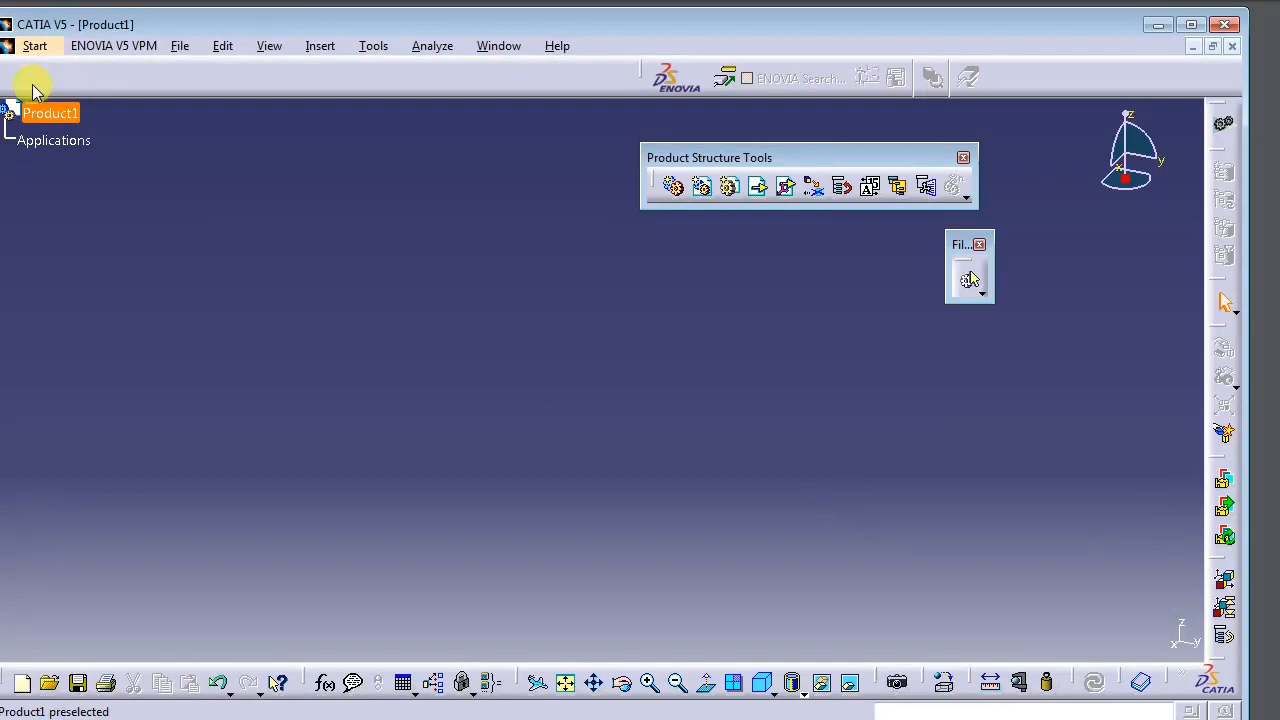 CATIA V5 - [Product1]
Start ENOVIA V5 VPM File Edit View Insert Tools Analyze Window Help
ENOVIA
ENOVIA Search...
Product1
Applications
Product Structure Tools
Fil...
z
y
x
z
x y
f(x)
CATIA
Product1 preselected